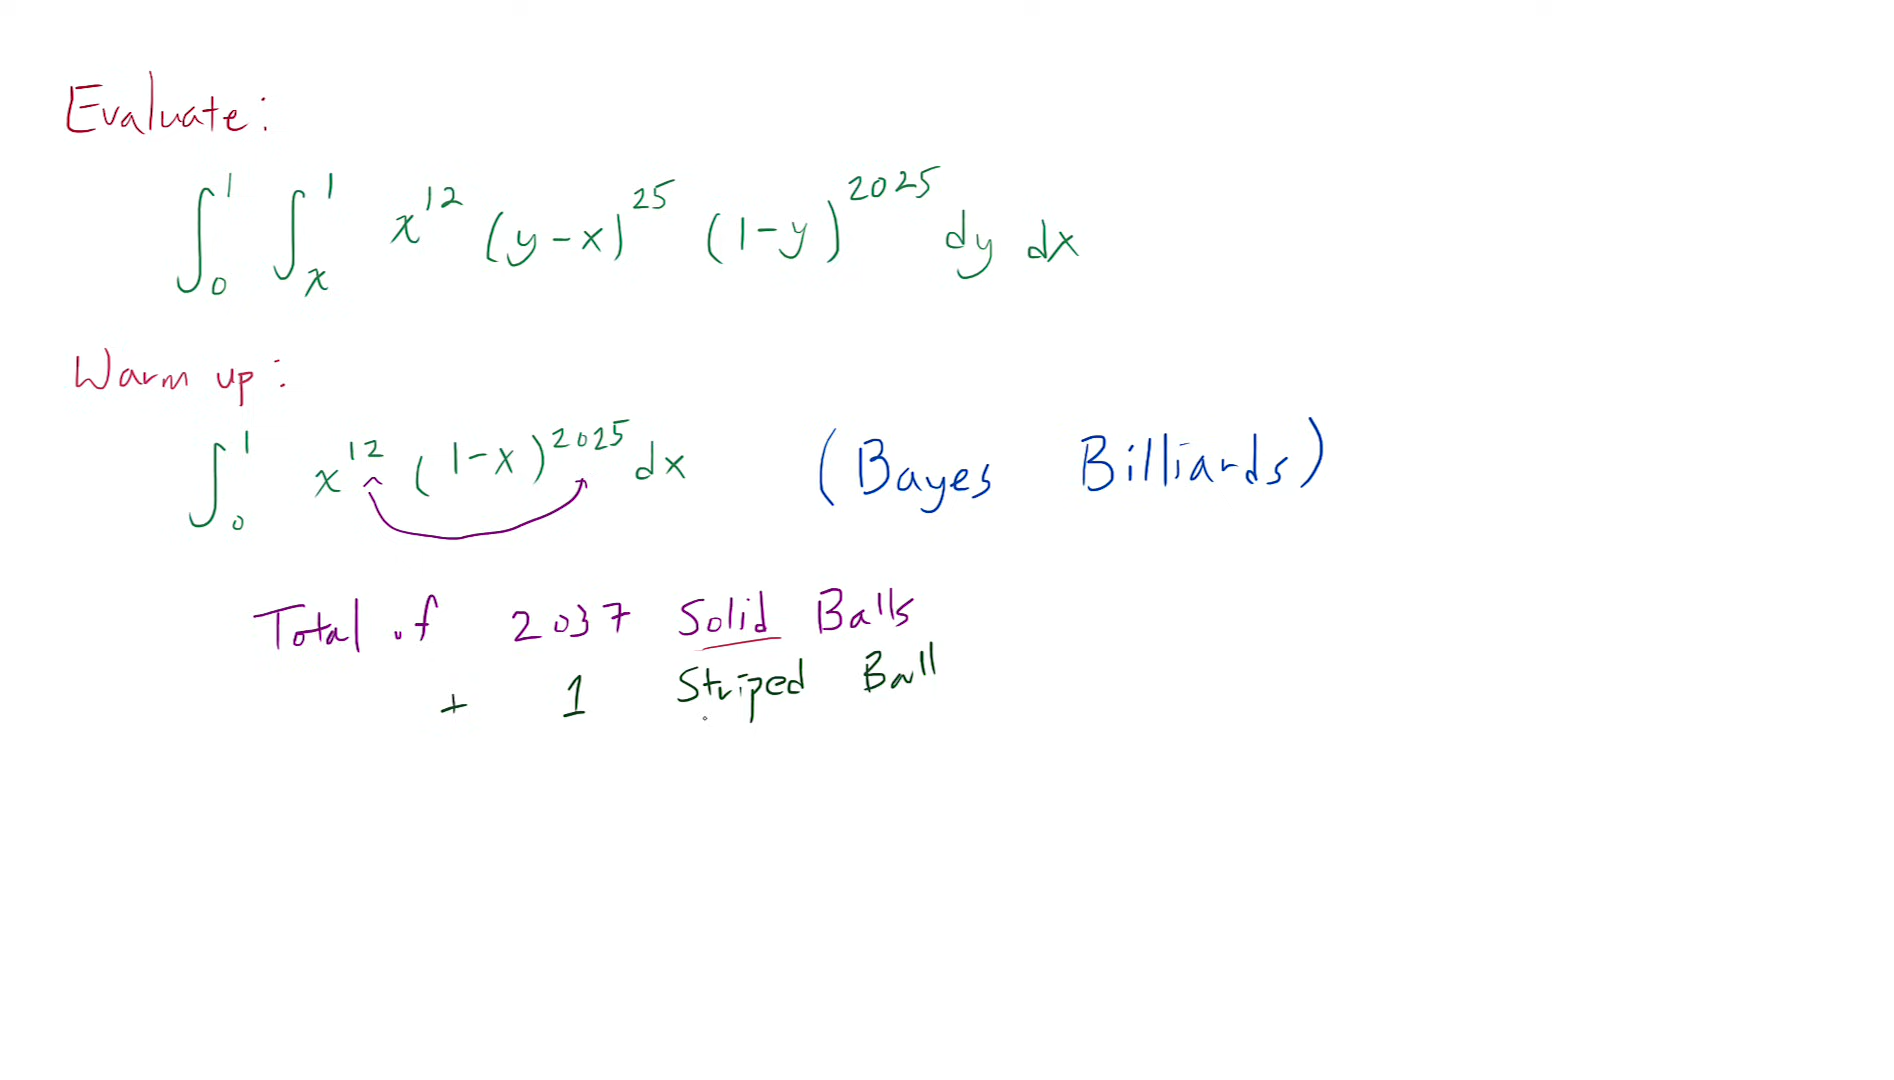 Evaluate:
∫₀¹ ∫ₓ¹ x¹² (y-x)²⁵ (1-y)²⁰²⁵ dy dx
Warm up:
∫₀¹ x¹² (1-x)²⁰²⁵ dx (Bayes Billiards)
Total of 2037 Solid Balls
+ 1 Striped Ball